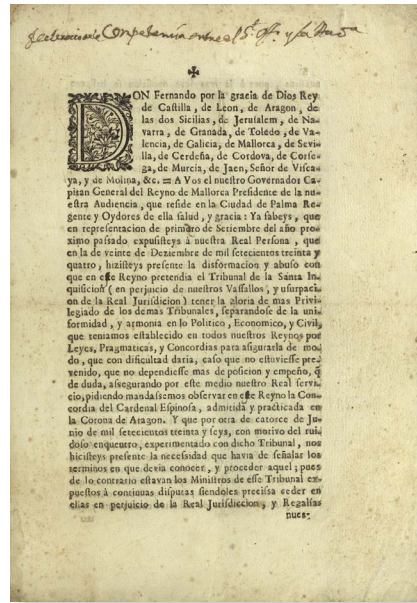 Competencia entre el Sto. Offo. y la Rl. Auda.
✠
DON Fernando por la gracia de Dios Rey
de Castilla, de Leon, de Aragon, de
las dos Sicilias, de Jerusalem, de Na-
varra, de Granada, de Toledo, de Va-
lencia, de Galicia, de Mallorca, de Sevi-
lla, de Cerdeña, de Cordova, de Corse-
ga, de Murcia, de Jaen, Señor de Visca-
ya, y de Molina, &c. = A Vos el nuestro Governador Ca-
pitan General del Reyno de Mallorca Presidente de la nu-
estra Audiencia, que reside en la Ciudad de Palma Re-
gente y Oydores de ella salud, y gracia: Ya sabeys, que
en representacion de primero de Setiembre del año pro-
ximo passado expusisteys à nuestra Real Persona, que
en la de veinte de Deziembre de mil setecientos treinta y
quatro, hizisteys presente la disformacion y abuso con
que en este Reyno pretendia el Tribunal de la Santa In-
quisicion (en perjuicio de nuestros Vassallos, y usurpaci-
on de la Real Jurisdicion) tener la gloria de mas Privi-
legiado de los demas Tribunales, separandose de la uni-
formidad, y armonia en lo Politico, Economico, y Civil,
que teniamos establecido en todos nuestros Reynos por
Leyes, Pragmaticas, y Concordias para asigurarla de mo-
do, que con dificultad daria, caso que no estuviesse pre-
venido, que no dependiesse mas de posicion y empeño, q̃
de duda, asegurando por este medio nuestro Real servi-
cio, pidiendo mandassemos observar en este Reyno la Con-
cordia del Cardenal Espinosa, admitida y practicada en
la Corona de Aragon. Y que por otra de catorce de Ju-
nio de mil setecientos treinta y seys, con motivo del rui-
doso enquentro, experimentado con dicho Tribunal, nos
hicisteys presente la necessidad que havia de señalar los
terminos en que devia conocer, y proceder aquel; pues
de lo contrario estavan los Ministros de esse Tribunal ex-
puestos à continuas disputas siendoles precisa ceder en
ellas en perjuicio de la Real Jurisdiccion, y Regalias
nues-